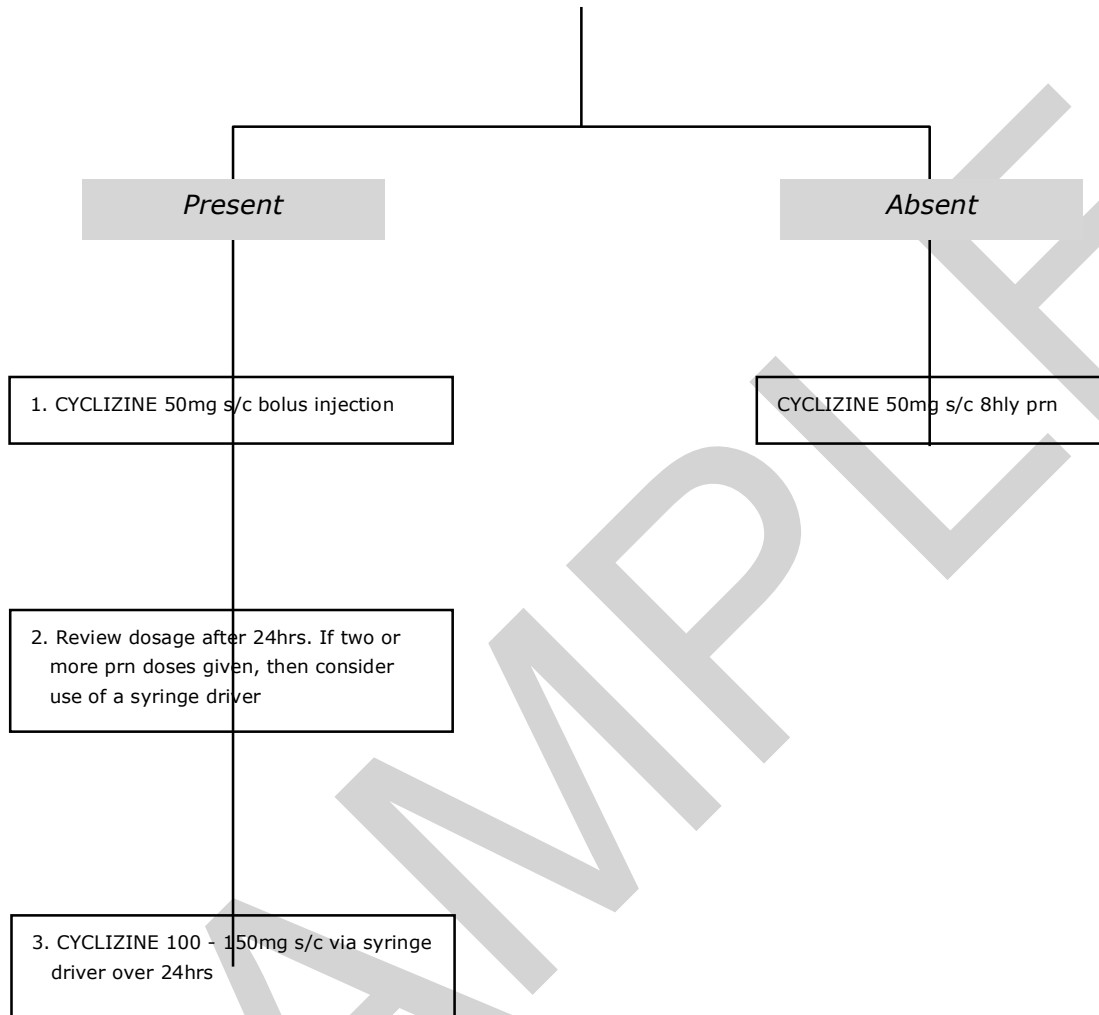 Present
Absent
1. CYCLIZINE 50mg s/c bolus injection
CYCLIZINE 50mg s/c 8hly prn
2. Review dosage after 24hrs. If two or
more prn doses given, then consider
use of a syringe driver
3. CYCLIZINE 100 - 150mg s/c via syringe
driver over 24hrs
AMPLE